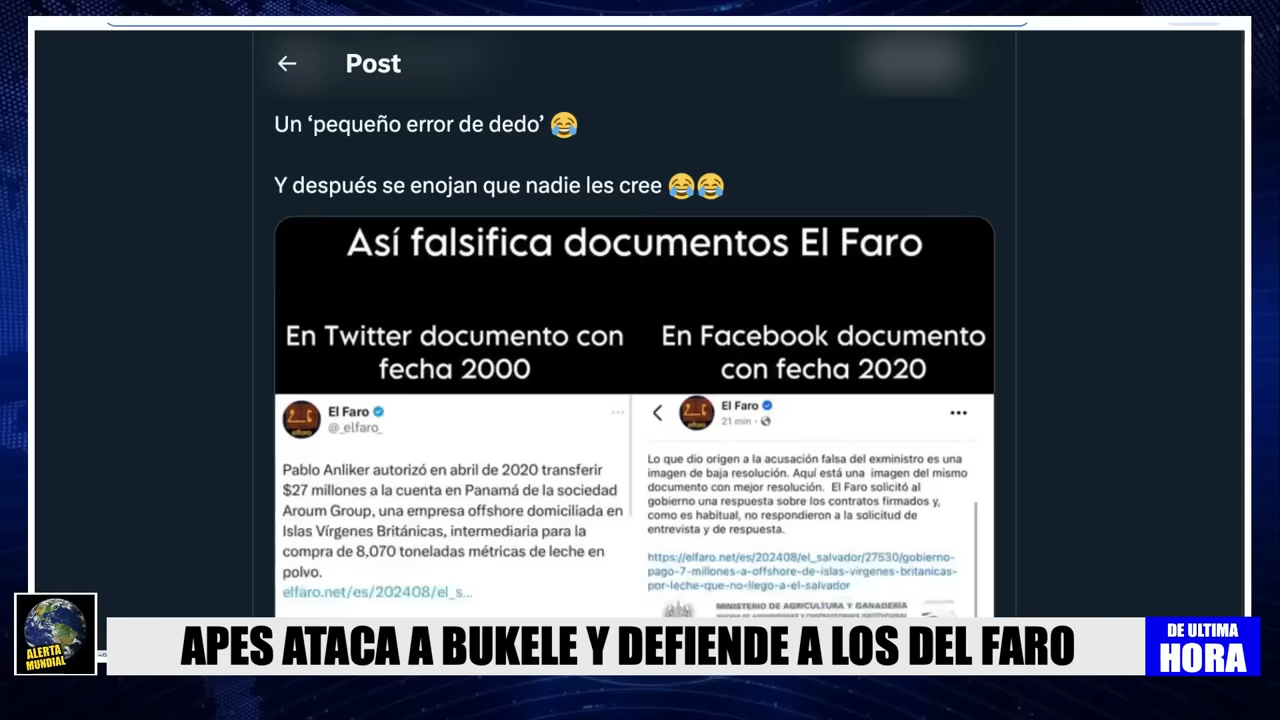 Post
Un ‘pequeño error de dedo’ 😂
Y después se enojan que nadie les cree 😂😂
Así falsifica documentos El Faro
En Twitter documento con
fecha 2000
En Facebook documento
con fecha 2020
El Faro
@_elfaro_
Pablo Anliker autorizó en abril de 2020 transferir
$27 millones a la cuenta en Panamá de la sociedad
Aroum Group, una empresa offshore domiciliada en
Islas Vírgenes Británicas, intermediaria para la
compra de 8,070 toneladas métricas de leche en
polvo.
elfaro.net/es/202408/el_s...
El Faro
21 min ·
Lo que dio origen a la acusación falsa del exministro es una
imagen de baja resolución. Aquí está una imagen del mismo
documento con mejor resolución. El Faro solicitó al
gobierno una respuesta sobre los contratos firmados y,
como es habitual, no respondieron a la solicitud de
entrevista y de respuesta.
https://elfaro.net/es/202408/el_salvador/27530/gobierno-
pago-7-millones-a-offshore-de-islas-virgenes-britanicas-
por-leche-que-no-llego-a-el-salvador
MINISTERIO DE AGRICULTURA Y GANADERÍA
ALERTA
MUNDIAL
APES ATACA A BUKELE Y DEFIENDE A LOS DEL FARO
DE ULTIMA
HORA